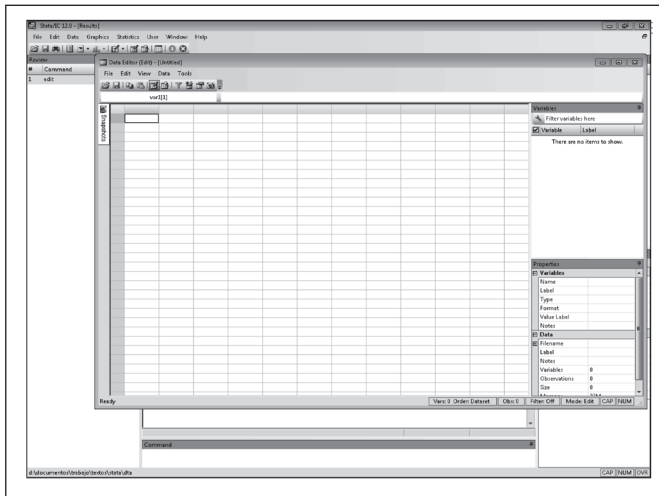 Stata/IC 12.0 - [Results]
File Edit Data Graphics Statistics User Window Help
Review
# Command
1 edit
Data Editor (Edit) - [Untitled]
File Edit View Data Tools
var1[1]
Snapshots
Variables
Filter variables here
Variable Label
There are no items to show.
Properties
Variables
Name
Label
Type
Format
Value Label
Notes
Data
Filename
Label
Notes
Variables 0
Observations 0
Size 0
Ready
Vars: 0 Order: Dataset Obs: 0 Filter: Off Mode: Edit CAP NUM
Command
d:\documentos\trabajo\textos\stata\dta
CAP NUM OVR